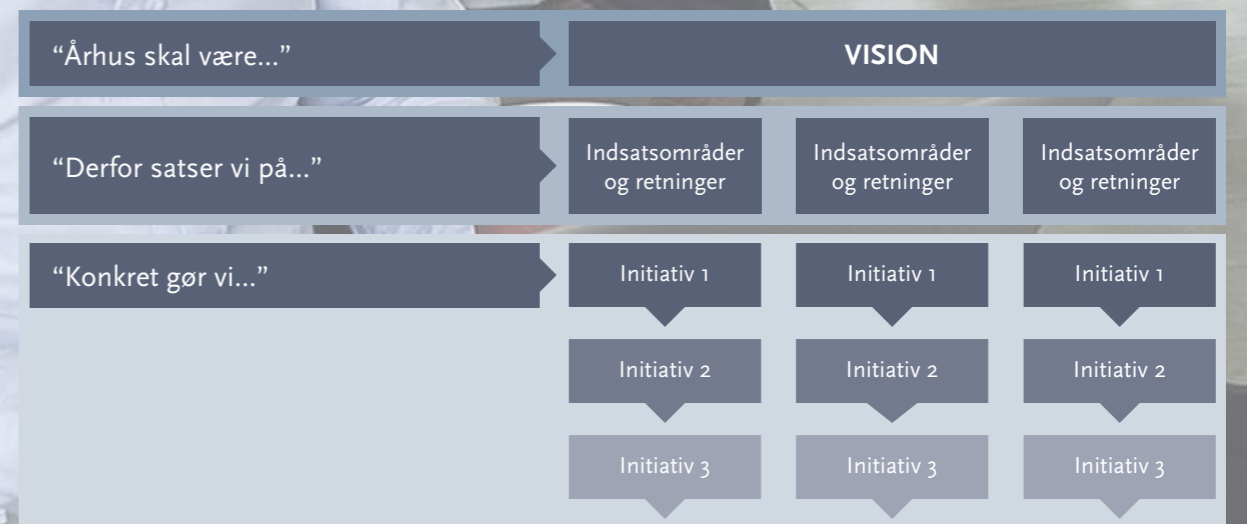 “Århus skal være...”
VISION
“Derfor satser vi på...”
Indsatsområder
og retninger
Indsatsområder
og retninger
Indsatsområder
og retninger
“Konkret gør vi...”
Initiativ 1
Initiativ 1
Initiativ 1
Initiativ 2
Initiativ 2
Initiativ 2
Initiativ 3
Initiativ 3
Initiativ 3